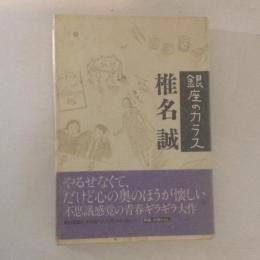 銀座のカラス
椎名誠
やるせなくて、
だけど心の奥のほうが懐しい
不思議感覚の青春ギラギラ大作